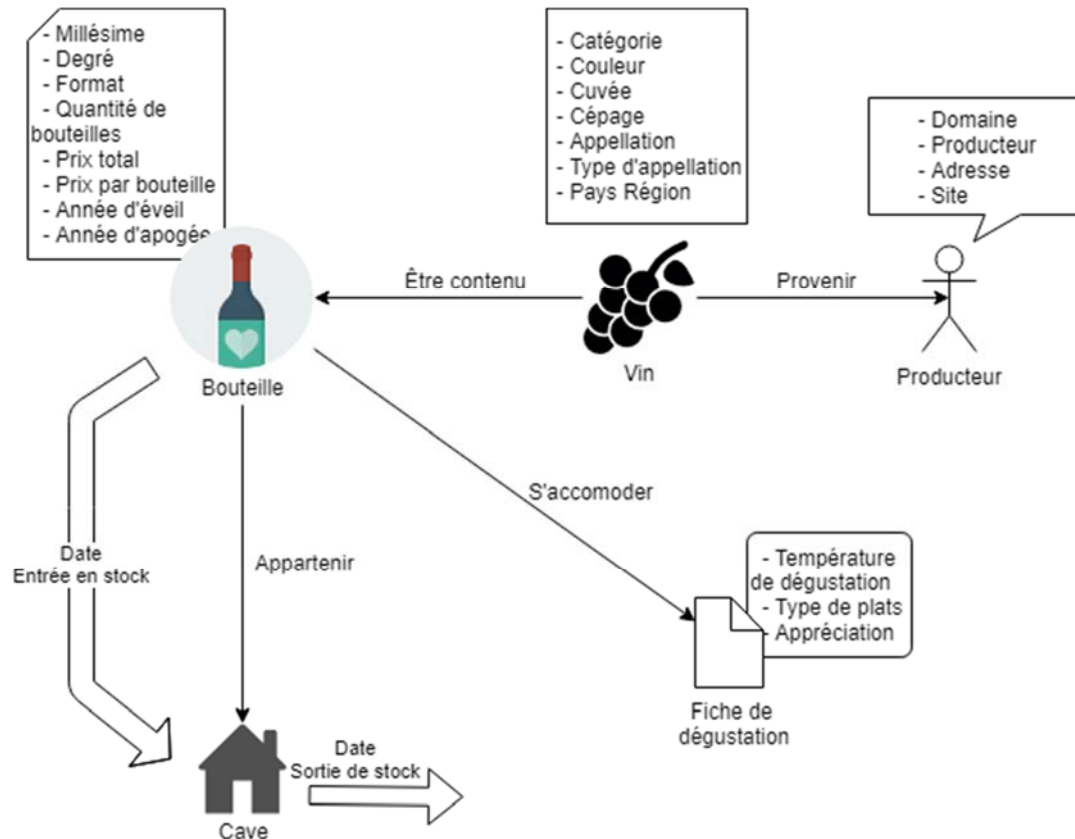 - Millésime
- Degré
- Format
- Quantité de
bouteilles
- Prix total
- Prix par bouteille
- Année d'éveil
- Année d'apogée
- Catégorie
- Couleur
- Cuvée
- Cépage
- Appellation
- Type d'appellation
- Pays Région
- Domaine
- Producteur
- Adresse
- Site
Être contenu
Provenir
Bouteille
Vin
Producteur
S'accomoder
Date
Entrée en stock
Appartenir
- Température
de dégustation
- Type de plats
- Appréciation
Fiche de
dégustation
Date
Sortie de stock
Cave